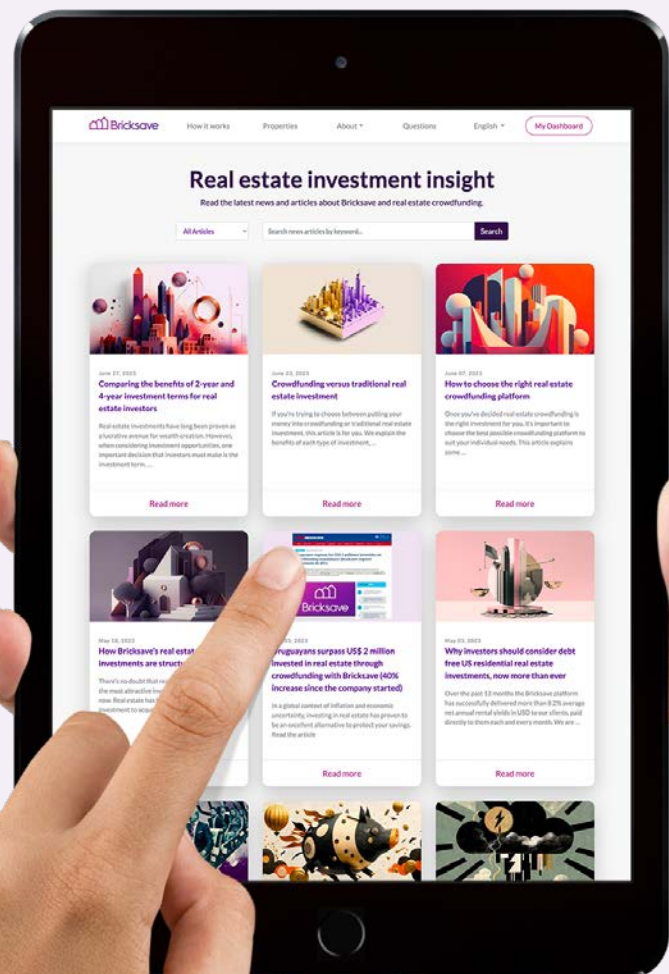 Bricksave
How it works
Properties
About
Questions
English
My Dashboard
Real estate investment insight
Read the latest news and articles about Bricksave and real estate crowdfunding.
All Articles
Search news articles by keyword...
Search
June 27, 2023
Comparing the benefits of 2-year and
4-year investment terms for real
estate investors
Real estate investments have long been proven as
a lucrative avenue for wealth creation. However,
when considering investment opportunities, one
important decision that investors must make is the
investment term. ...
Read more
June 22, 2023
Crowdfunding versus traditional real
estate investment
If you're trying to choose between putting your
money into crowdfunding or traditional real estate
investment, this article is for you. We explain the
benefits of each type of investment, ...
Read more
June 07, 2023
How to choose the right real estate
crowdfunding platform
Once you've decided real estate crowdfunding is
the right investment for you, it's important to
choose the best possible crowdfunding platform to
suit your individual needs. This article explains
some ...
Read more
May 18, 2023
How Bricksave's real estate
investments are
There's no doubt that
the most attractive
now. Real estate has
investment to
Bricksave
2023
Uruguayans surpass US$ 2 million
invested in real estate through
crowdfunding with Bricksave (40%
increase since the company started)
In a global context of inflation and economic
uncertainty, investing in real estate has proven to
be an excellent alternative to protect your savings.
Read the article
Read more
May 03, 2023
Why investors should consider debt
free US residential real estate
investments, now more than ever
Over the past 12 months the Bricksave platform
has successfully delivered more than 8.2% average
net annual rental yields in USD to our clients, paid
directly to them each and every month. We are ...
Read more